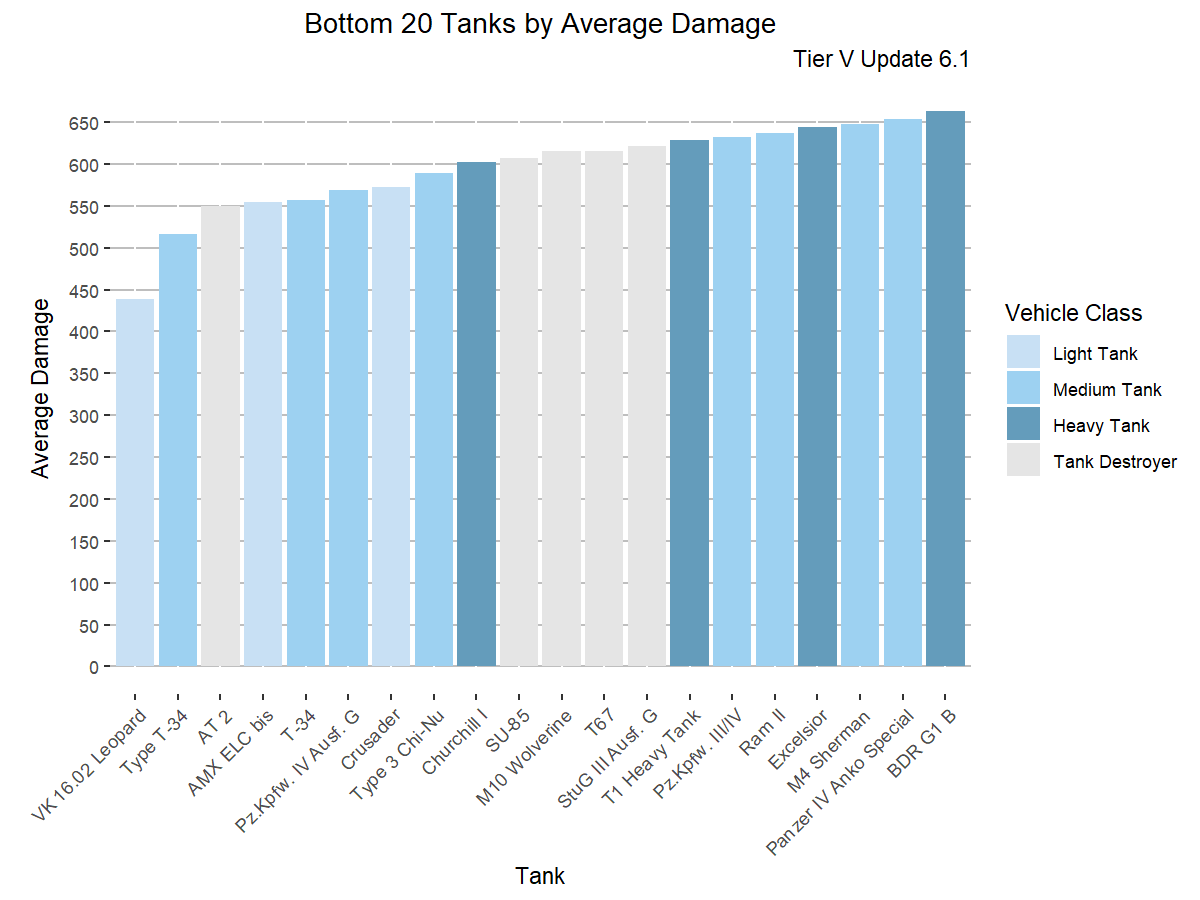 Bottom 20 Tanks by Average Damage
Tier V Update 6.1
Average Damage
650
600
550
500
450
400
350
300
250
200
150
100
50
0
VK 16.02 Leopard
Type T-34
AT 2
AMX ELC bis
T-34
Pz.Kpfw. IV Ausf. G
Crusader
Type 3 Chi-Nu
Churchill I
SU-85
M10 Wolverine
T67
StuG III Ausf. G
T1 Heavy Tank
Pz.Kpfw. III/IV
Ram II
Excelsior
M4 Sherman
Panzer IV Anko Special
BDR G1 B
Tank
Vehicle Class
Light Tank
Medium Tank
Heavy Tank
Tank Destroyer